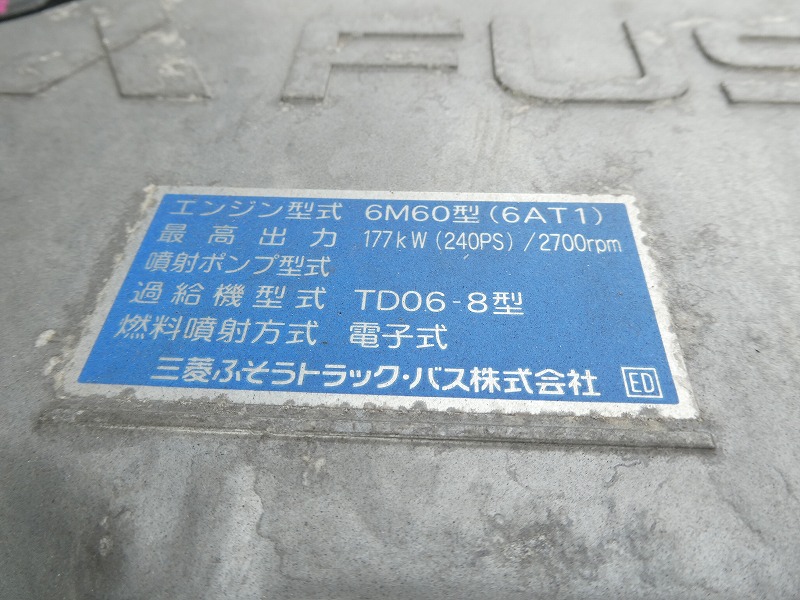 FUS
エンジン型式 6M60型(6AT1)
最高出力 177kW(240PS)/2700rpm
噴射ポンプ型式
過給機型式 TD06-8型
燃料噴射方式 電子式
三菱ふそうトラック・バス株式会社 ED